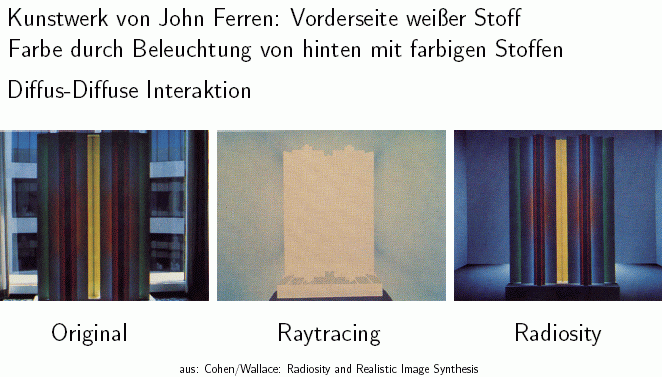 Kunstwerk von John Ferren: Vorderseite weißer Stoff
Farbe durch Beleuchtung von hinten mit farbigen Stoffen
Diffus-Diffuse Interaktion
Original
Raytracing
Radiosity
aus: Cohen/Wallace: Radiosity and Realistic Image Synthesis